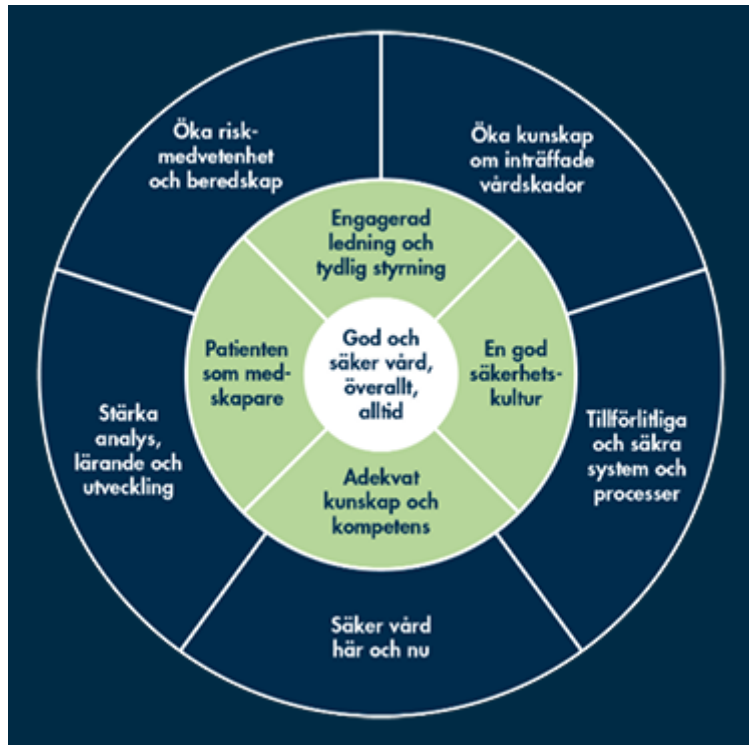 Öka risk-
medvetenhet
och beredskap
Öka kunskap
om inträffade
vårdskador
Engagerad
ledning och
tydlig styrning
Patienten
som med-
skapare
God och
säker vård,
överallt,
alltid
En god
säkerhets-
kultur
Stärka
analys,
lärande och
utveckling
Tillförlitliga
och säkra
system och
processer
Adekvat
kunskap och
kompetens
Säker vård
här och nu